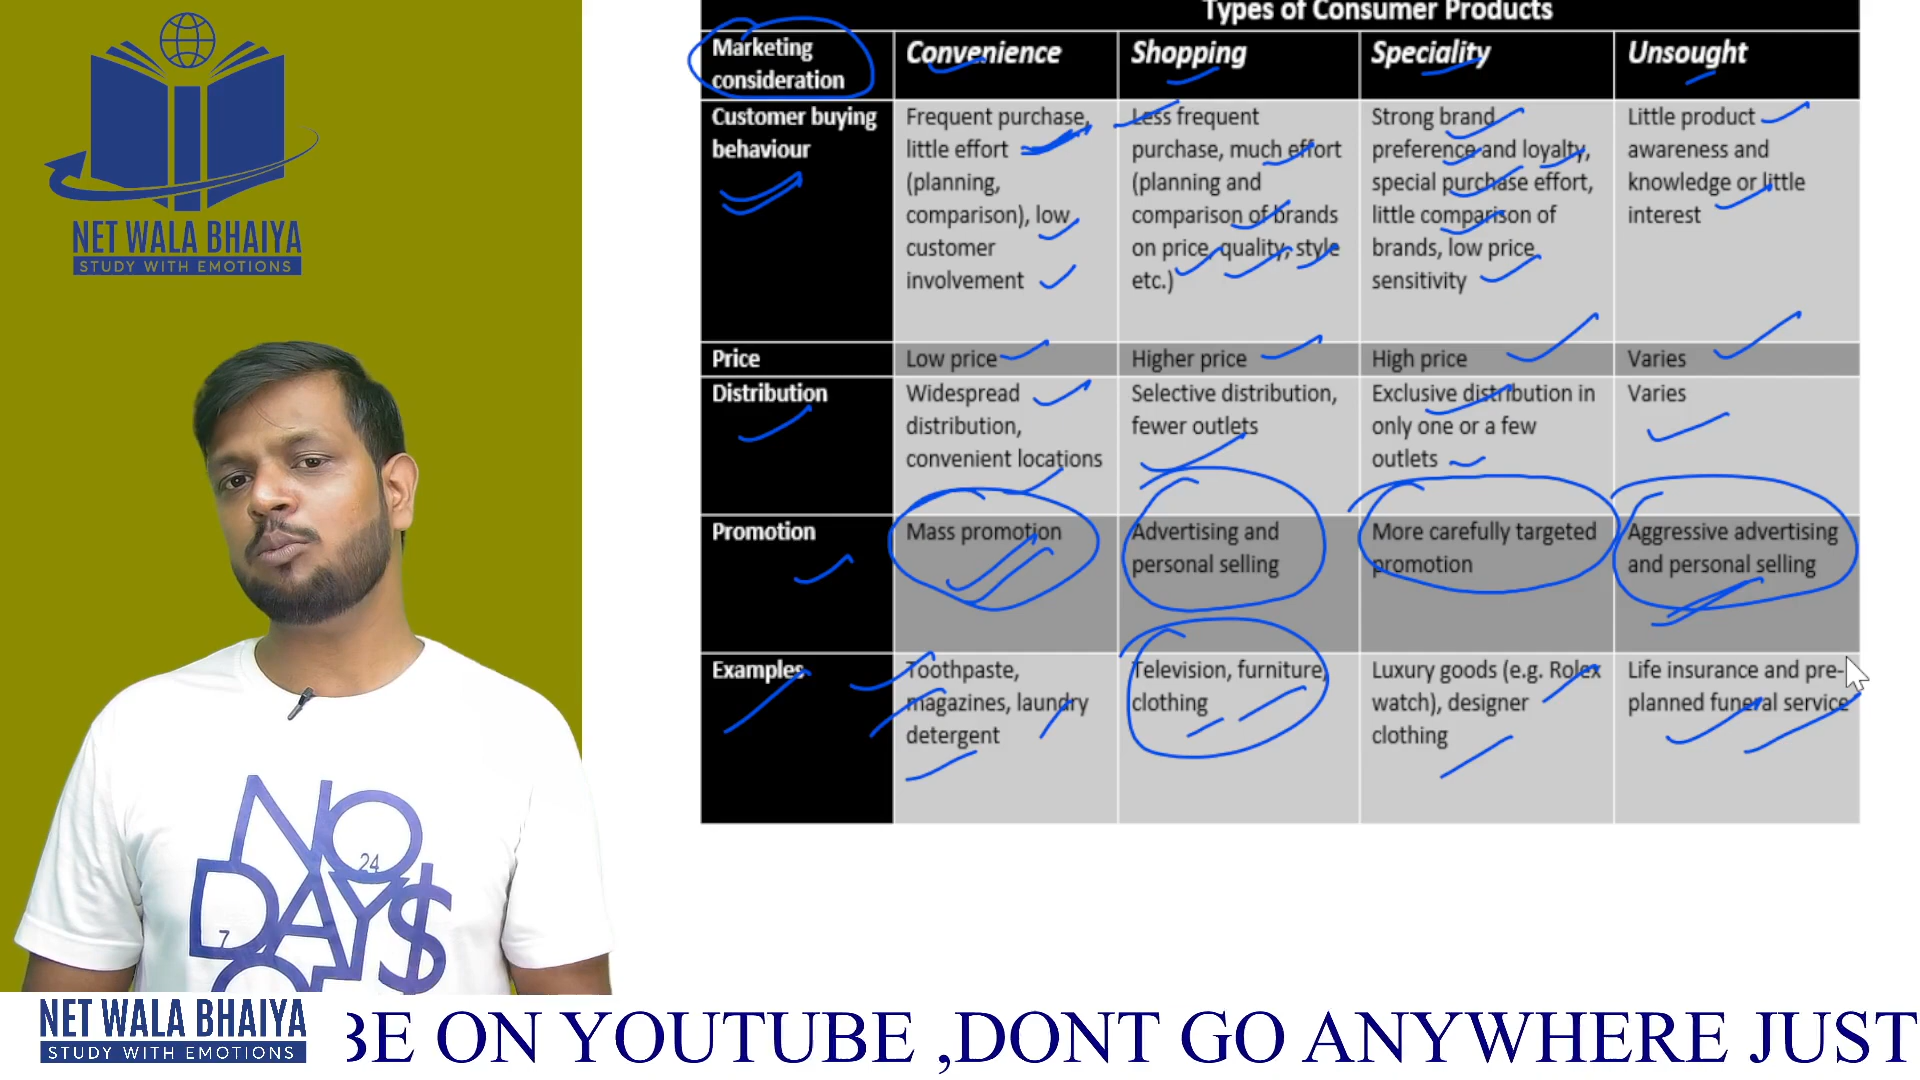 NET WALA BHAIYA
STUDY WITH EMOTIONS
Types of Consumer Products
Marketing consideration
Convenience
Shopping
Speciality
Unsought
Customer buying behaviour
Frequent purchase,
little effort
(planning,
comparison), low
customer
involvement
Less frequent
purchase, much effort
(planning and
comparison of brands
on price, quality, style
etc.)
Strong brand
preference and loyalty,
special purchase effort,
little comparison of
brands, low price
sensitivity
Little product
awareness and
knowledge or little
interest
Price
Low price
Higher price
High price
Varies
Distribution
Widespread
distribution,
convenient locations
Selective distribution,
fewer outlets
Exclusive distribution in
only one or a few
outlets
Varies
Promotion
Mass promotion
Advertising and
personal selling
More carefully targeted
promotion
Aggressive advertising
and personal selling
Examples
Toothpaste,
magazines, laundry
detergent
Television, furniture,
clothing
Luxury goods (e.g. Rolex
watch), designer
clothing
Life insurance and pre-
planned funeral service
NO
24
DAY$
7
NET WALA BHAIYA
STUDY WITH EMOTIONS
BE ON YOUTUBE ,DONT GO ANYWHERE JUST